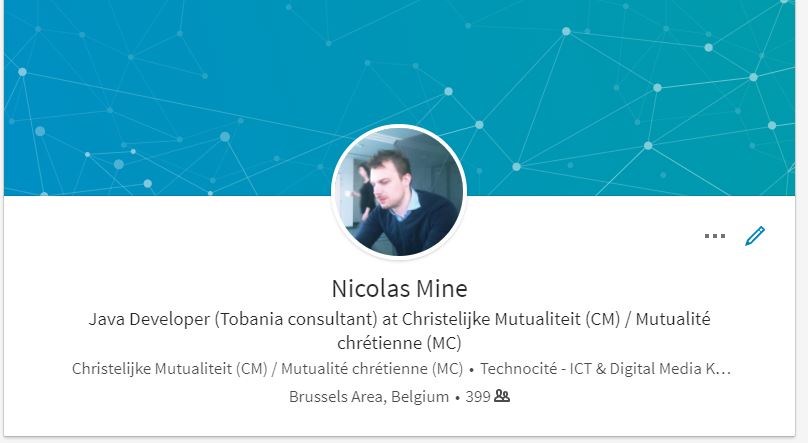 Nicolas Mine
Java Developer (Tobania consultant) at Christelijke Mutualiteit (CM) / Mutualité
chrétienne (MC)
Christelijke Mutualiteit (CM) / Mutualité chrétienne (MC) • Technocité - ICT & Digital Media K…
Brussels Area, Belgium • 399